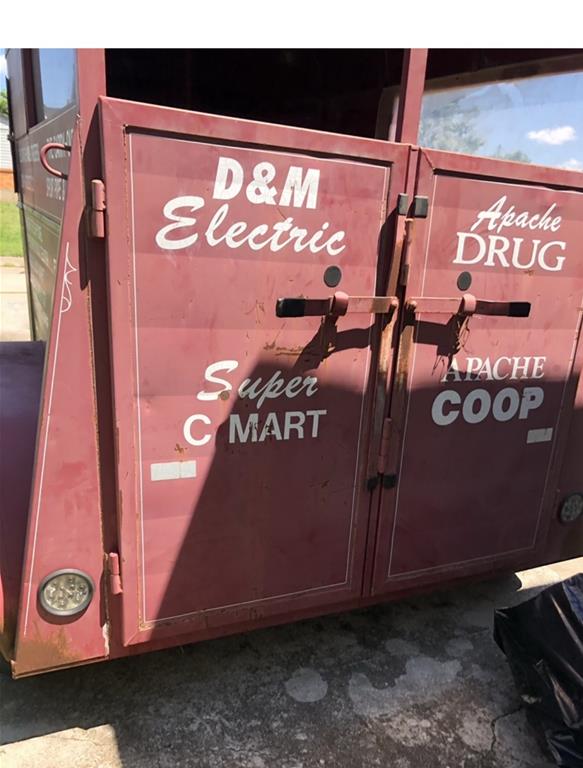 D&M
Electric
Super
C MART
Apache
DRUG
APACHE
COOP